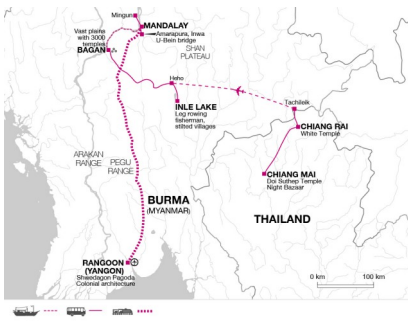 Mingun
MANDALAY
Amarapura, Inwa
U-Bein bridge
Vast plains
with 3000
temples
BAGAN
SHAN
PLATEAU
Heho
INLE LAKE
Leg rowing
fisherman,
stilted villages
Tachileik
CHIANG RAI
White Temple
CHIANG MAI
Doi Suthep Temple
Night Bazaar
ARAKAN
RANGE
PEGU
RANGE
BURMA
(MYANMAR)
THAILAND
RANGOON
(YANGON)
Shwedagon Pagoda
Colonial architecture
0 km 100 km